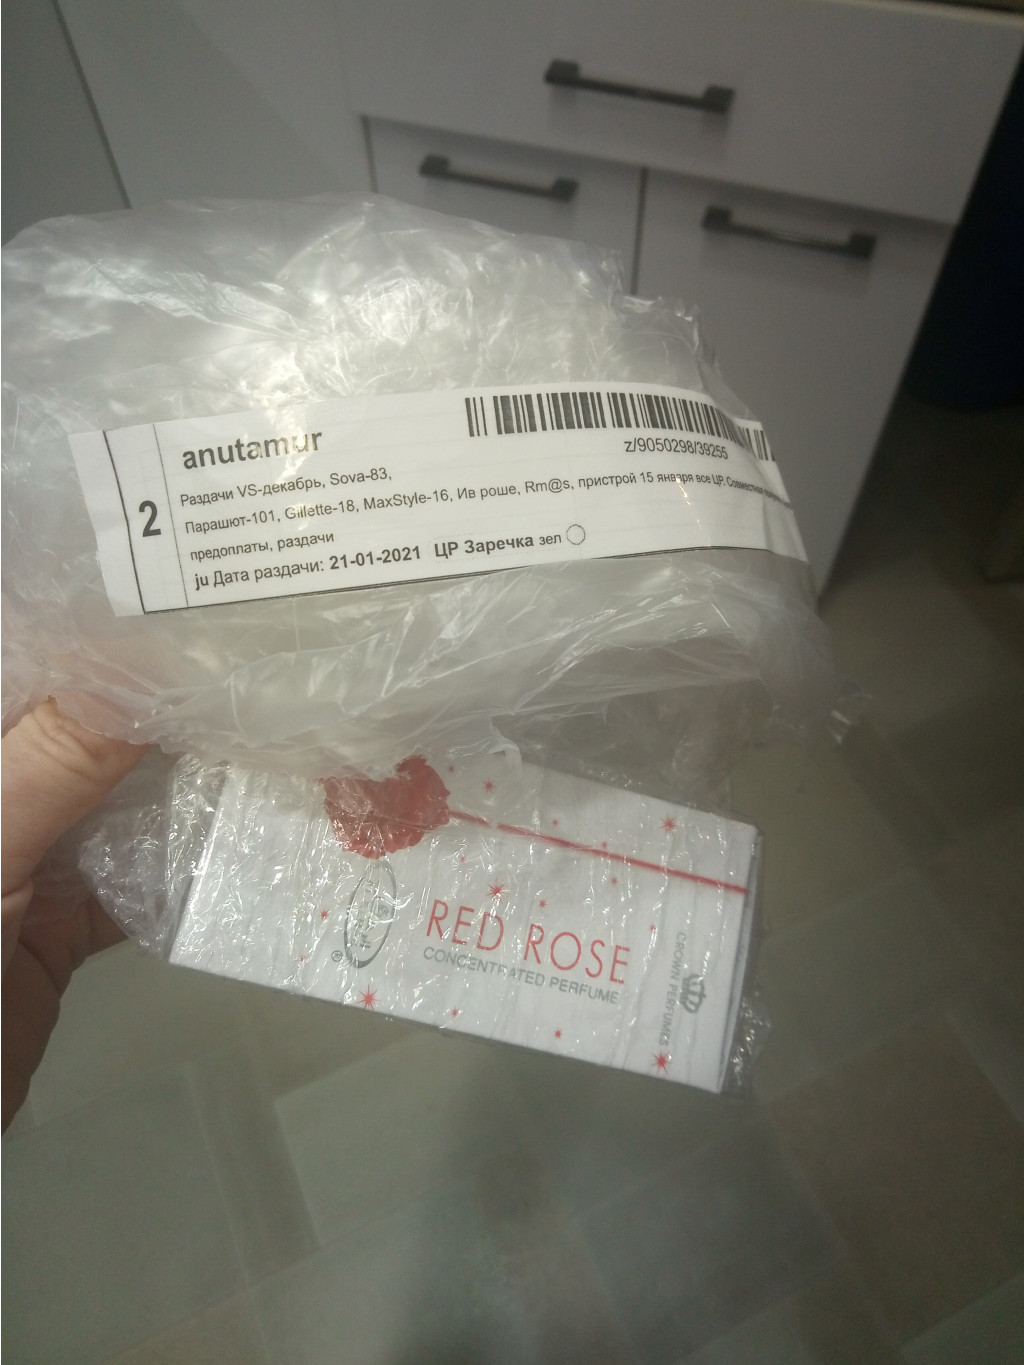 anutamur
z/9050298/39255
2
Раздачи VS-декабрь, Sova-83,
Парашют-101, Gillette-18, MaxStyle-16, Ив роше, Rm@s, пристрой 15 января все ЦР. Совместная
предоплаты, раздачи
ju Дата раздачи: 21-01-2021 ЦР Заречка зел
RED ROSE
CONCENTRATED PERFUME
®
CROWN PERFUMES